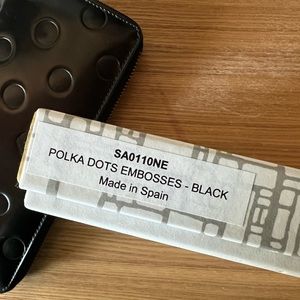 SA0110NE
POLKA DOTS EMBOSSES - BLACK
Made in Spain